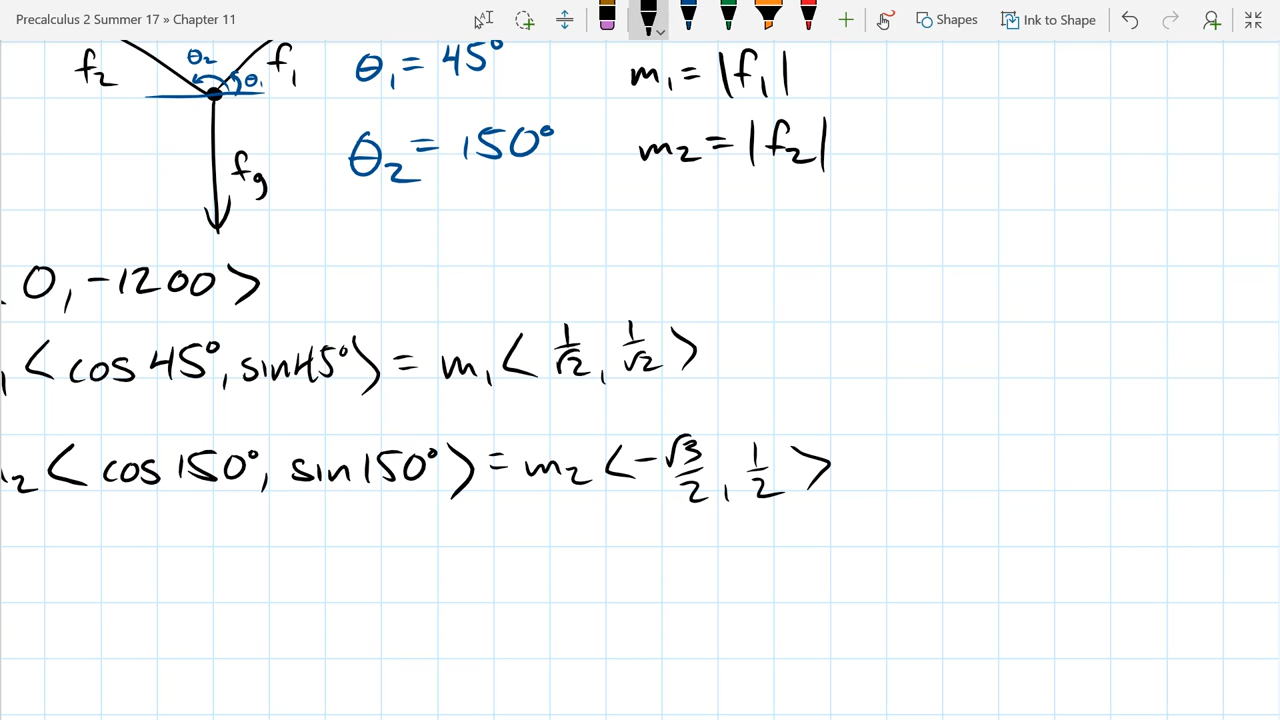 Precalculus 2 Summer 17 » Chapter 11
Shapes
Ink to Shape
f₂ θ₂ f₁ θ₁
θ₁ = 45°
m₁ = |f₁|
θ₂ = 150°
m₂ = |f₂|
f_g
0, -1200 >
₁ < cos 45°, sin 45° > = m₁ < 1/√2, 1/√2 >
₂ < cos 150°, sin 150° > = m₂ < -√3/2, 1/2 >